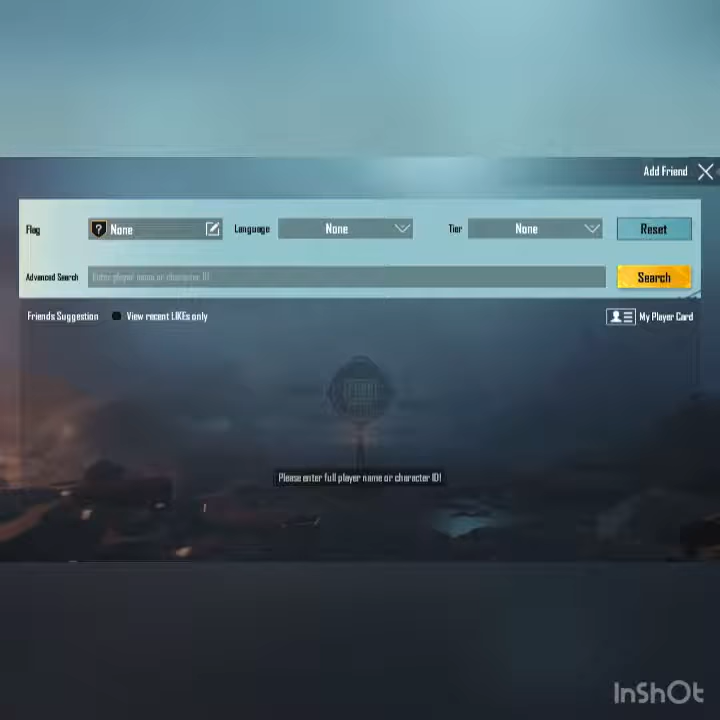 Add Friend
Flag ? None Language None Tier None Reset
Advanced Search Enter player name or character ID Search
Friends Suggestion View recent LIKEs only My Player Card
Please enter full player name or character ID!
InShOt